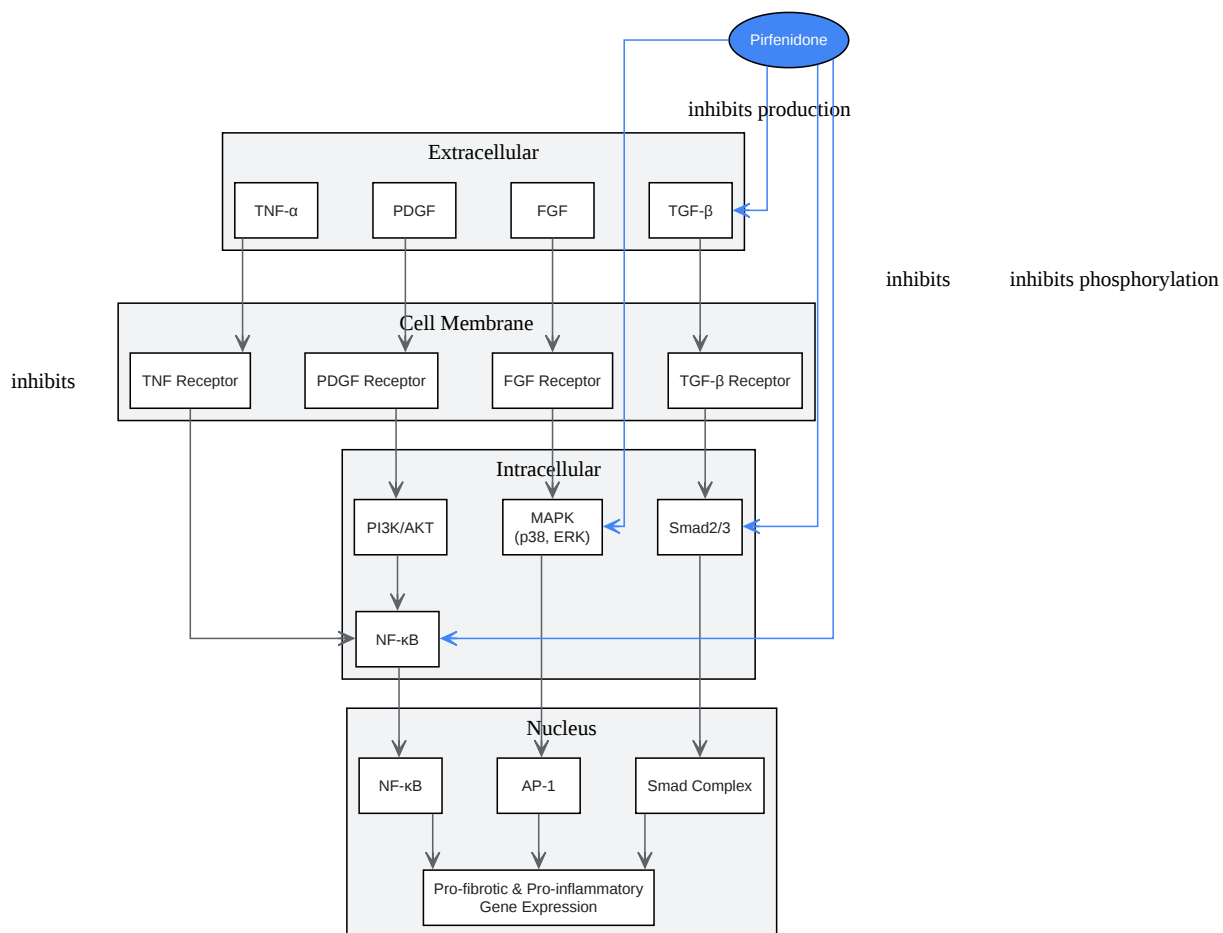 Pirfenidone
inhibits production
Extracellular
TNF-α
PDGF
FGF
TGF-β
inhibits
inhibits phosphorylation
Cell Membrane
inhibits
TNF Receptor
PDGF Receptor
FGF Receptor
TGF-β Receptor
Intracellular
PI3K/AKT
MAPK
(p38, ERK)
Smad2/3
NF-κB
Nucleus
NF-κB
AP-1
Smad Complex
Pro-fibrotic & Pro-inflammatory
Gene Expression